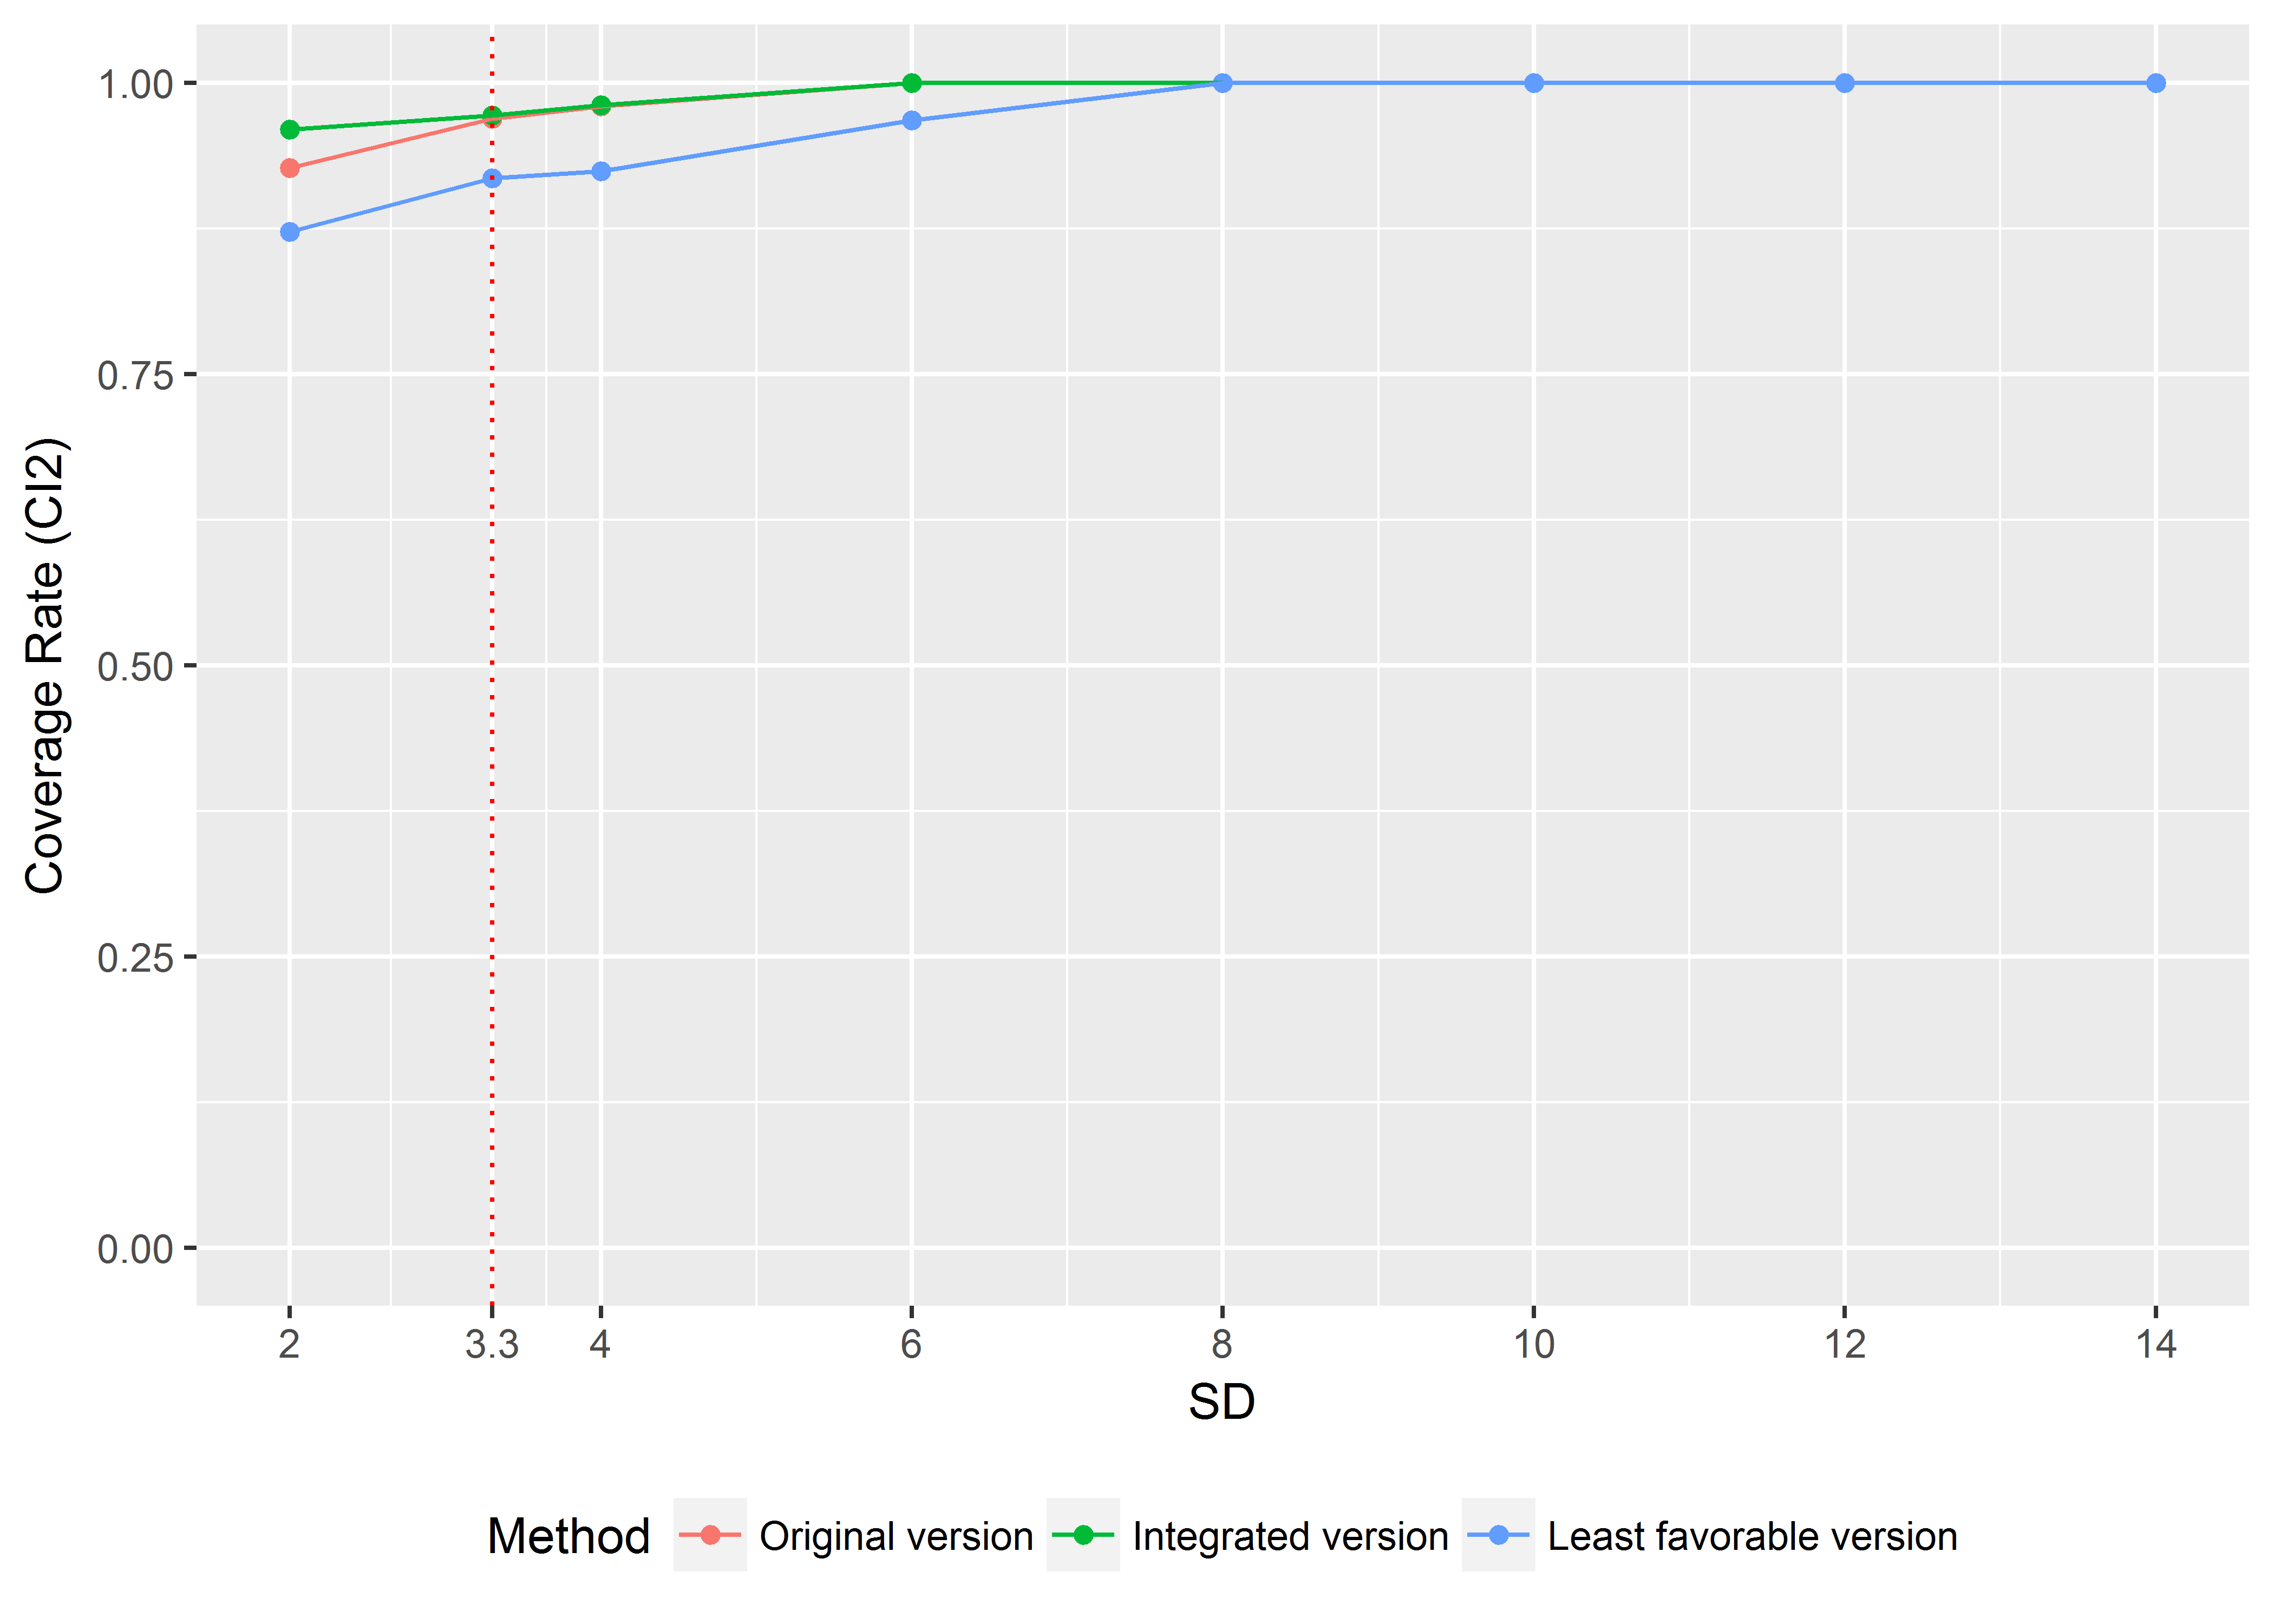 Coverage Rate (CI2)
1.00
0.75
0.50
0.25
0.00
2 3.3 4 6 8 10 12 14
SD
Method Original version Integrated version Least favorable version